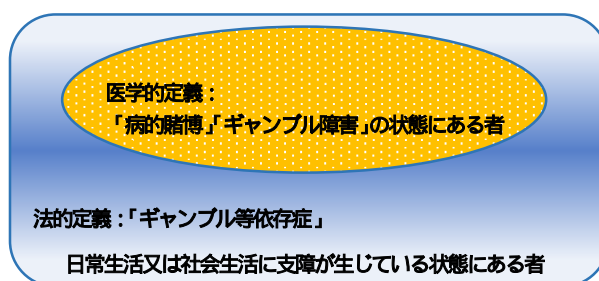 医学的定義：
「病的賭博」「ギャンブル障害」の状態にある者
法的定義：「ギャンブル等依存症」
日常生活又は社会生活に支障が生じている状態にある者